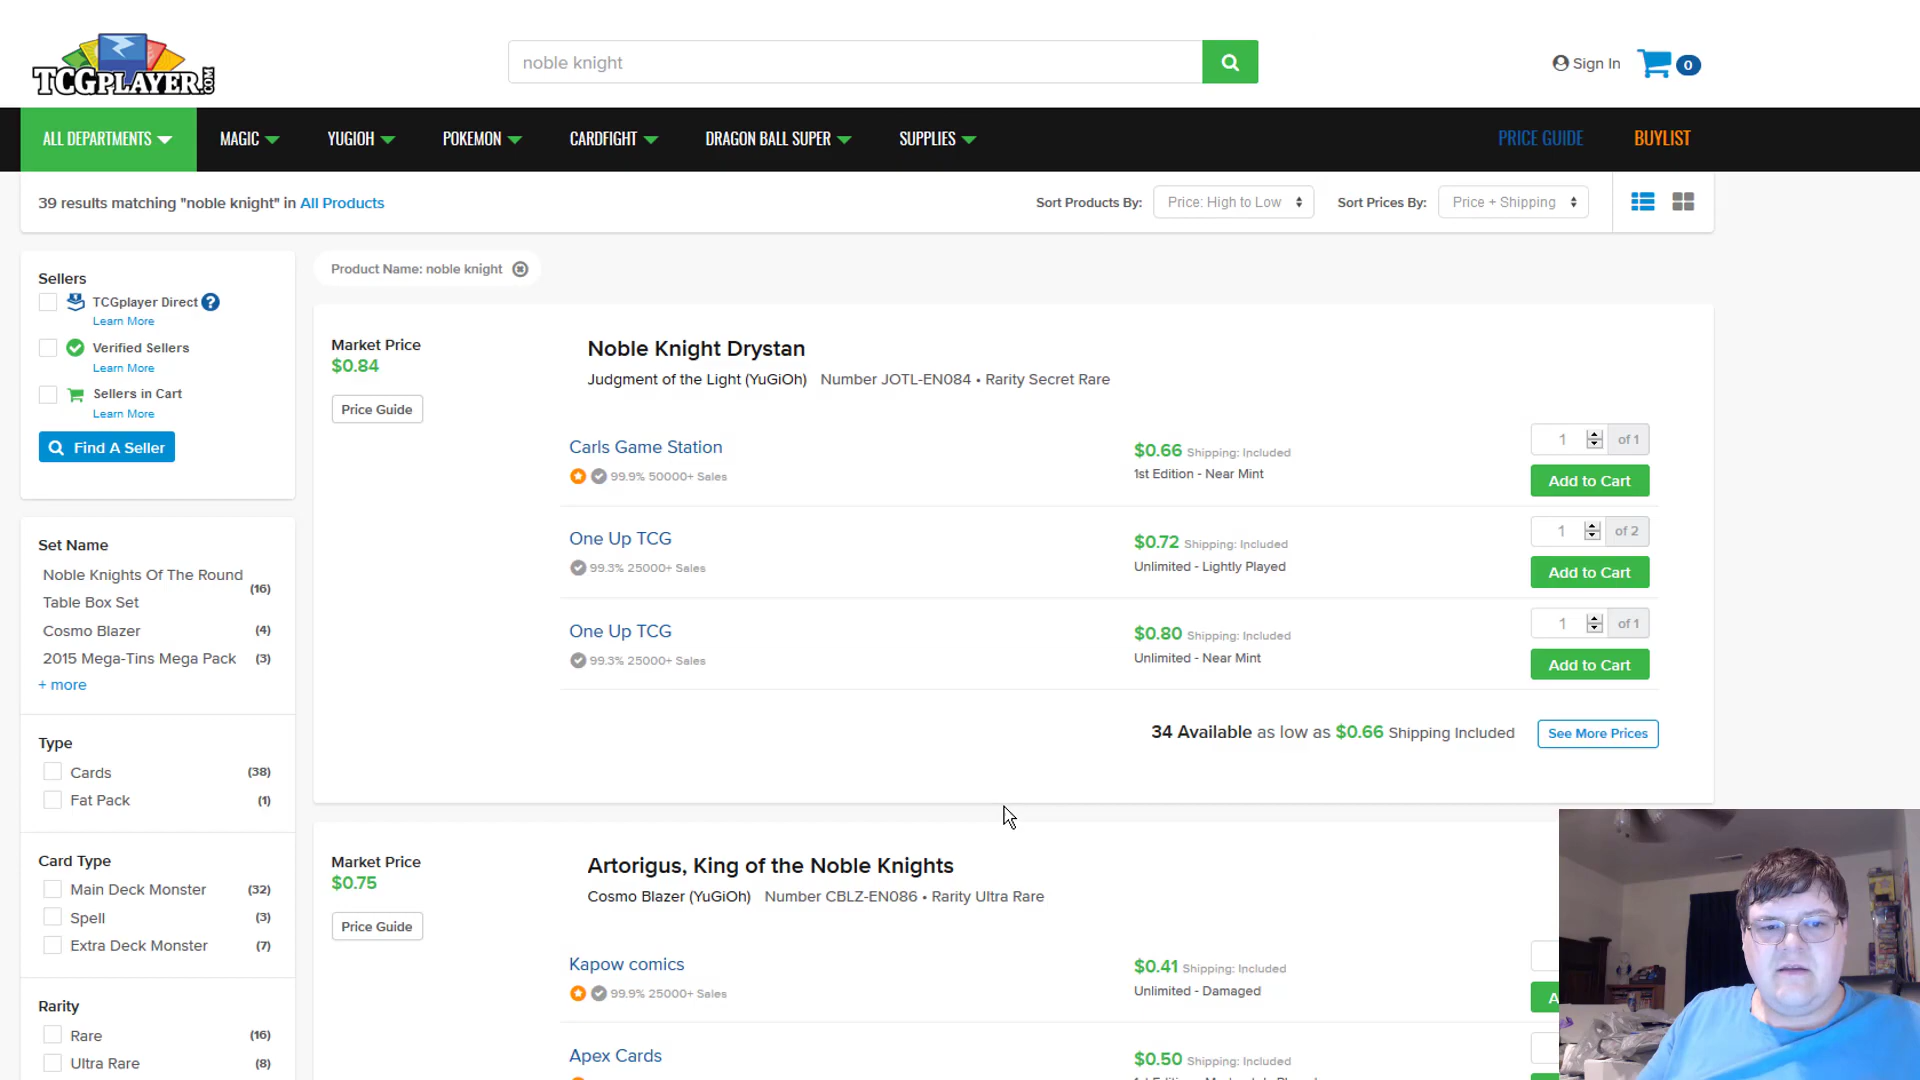 TCGPLAYER.COM
noble knight
Sign In
0
ALL DEPARTMENTS
MAGIC
YUGIOH
POKEMON
CARDFIGHT
DRAGON BALL SUPER
SUPPLIES
PRICE GUIDE
BUYLIST
39 results matching "noble knight" in All Products
Sort Products By:
Price: High to Low
Sort Prices By:
Price + Shipping
Product Name: noble knight
Sellers
TCGplayer Direct ?
Learn More
Verified Sellers
Learn More
Sellers in Cart
Learn More
Find A Seller
Set Name
Noble Knights Of The Round
Table Box Set
(16)
Cosmo Blazer (4)
2015 Mega-Tins Mega Pack (3)
+ more
Type
Cards (38)
Fat Pack (1)
Card Type
Main Deck Monster (32)
Spell (3)
Extra Deck Monster (7)
Rarity
Rare (16)
Ultra Rare (8)
Market Price
$0.84
Price Guide
Noble Knight Drystan
Judgment of the Light (YuGiOh) Number JOTL-EN084 • Rarity Secret Rare
Carls Game Station
99.9% 50000+ Sales
$0.66 Shipping: Included
1st Edition - Near Mint
1 of 1
Add to Cart
One Up TCG
99.3% 25000+ Sales
$0.72 Shipping: Included
Unlimited - Lightly Played
1 of 2
Add to Cart
One Up TCG
99.3% 25000+ Sales
$0.80 Shipping: Included
Unlimited - Near Mint
1 of 1
Add to Cart
34 Available as low as $0.66 Shipping Included
See More Prices
Market Price
$0.75
Price Guide
Artorigus, King of the Noble Knights
Cosmo Blazer (YuGiOh) Number CBLZ-EN086 • Rarity Ultra Rare
Kapow comics
99.9% 25000+ Sales
$0.41 Shipping: Included
Unlimited - Damaged
Apex Cards
$0.50 Shipping: Included